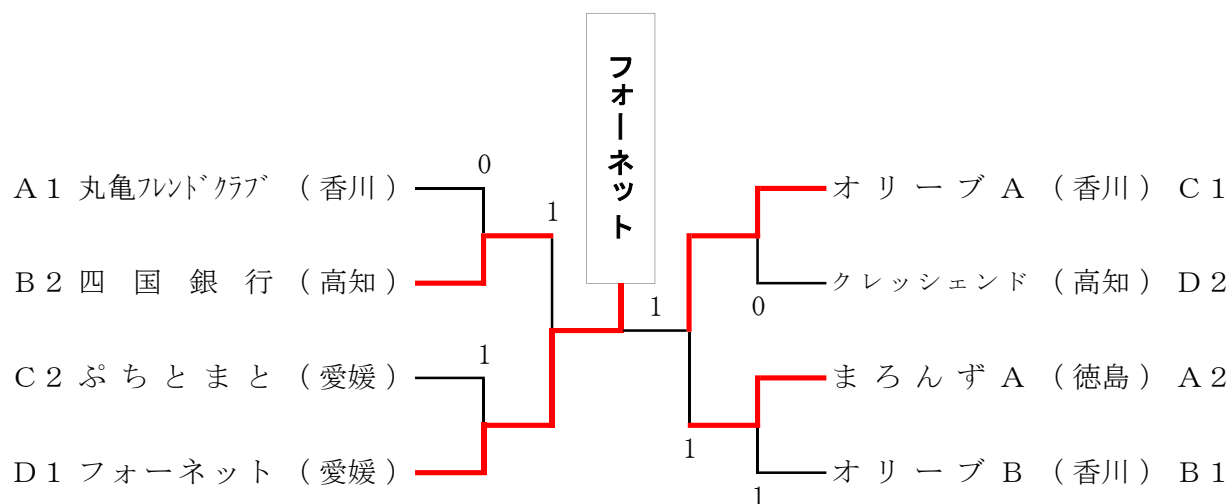 フォーネット
0
A1 丸亀ﾌﾚﾝﾄﾞｸﾗﾌﾞ (香川)
オリーブA (香川) C1
1
B2 四国銀行 (高知)
クレッシェンド (高知) D2
1
0
C2 ぷちとまと (愛媛)
1
まろんずA (徳島) A2
1
D1 フォーネット (愛媛)
オリーブB (香川) B1
1